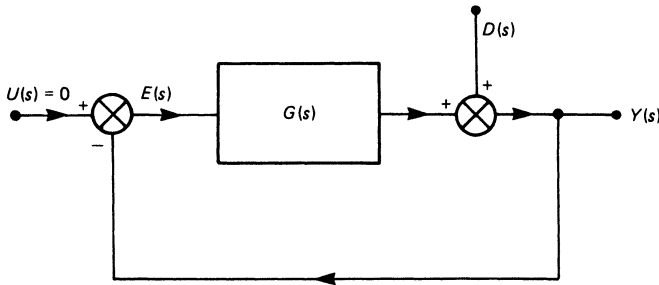 D(s)
U(s) = 0
+
E(s)
G(s)
+
+
Y(s)
−